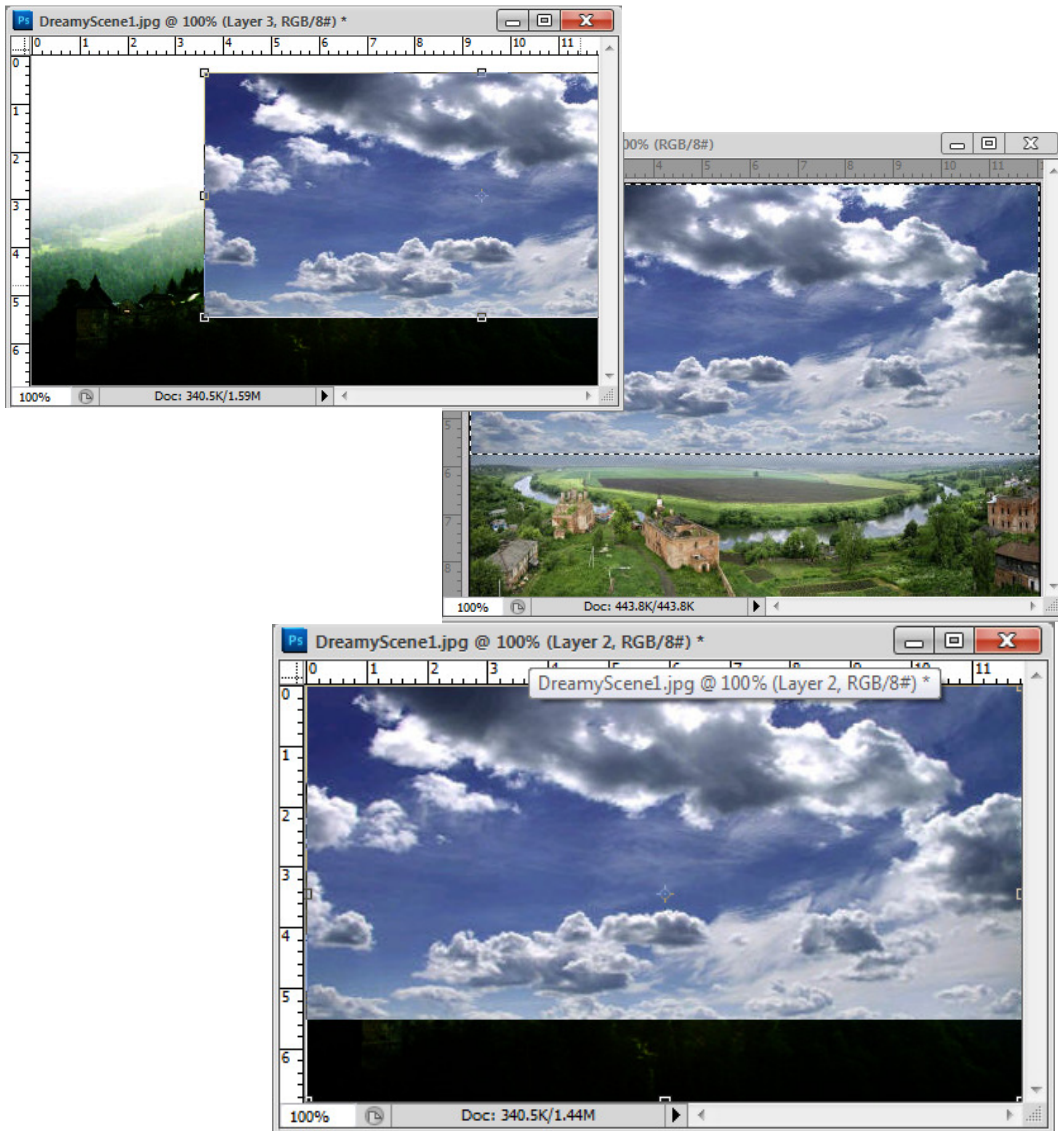 Ps DreamyScene1.jpg @ 100% (Layer 3, RGB/8#) *
0 1 2 3 4 5 6 7 8 9 10 11
0
1
2
3
4
5
6
100% Doc: 340.5K/1.59M
00% (RGB/8#)
4 5 6 7 8 9 10 11
5
6
7
8
100% Doc: 443.8K/443.8K
Ps DreamyScene1.jpg @ 100% (Layer 2, RGB/8#) *
0 1 2 3 4 5 6 7 8 9 10 11
DreamyScene1.jpg @ 100% (Layer 2, RGB/8#) *
0
1
2
3
4
5
6
100% Doc: 340.5K/1.44M